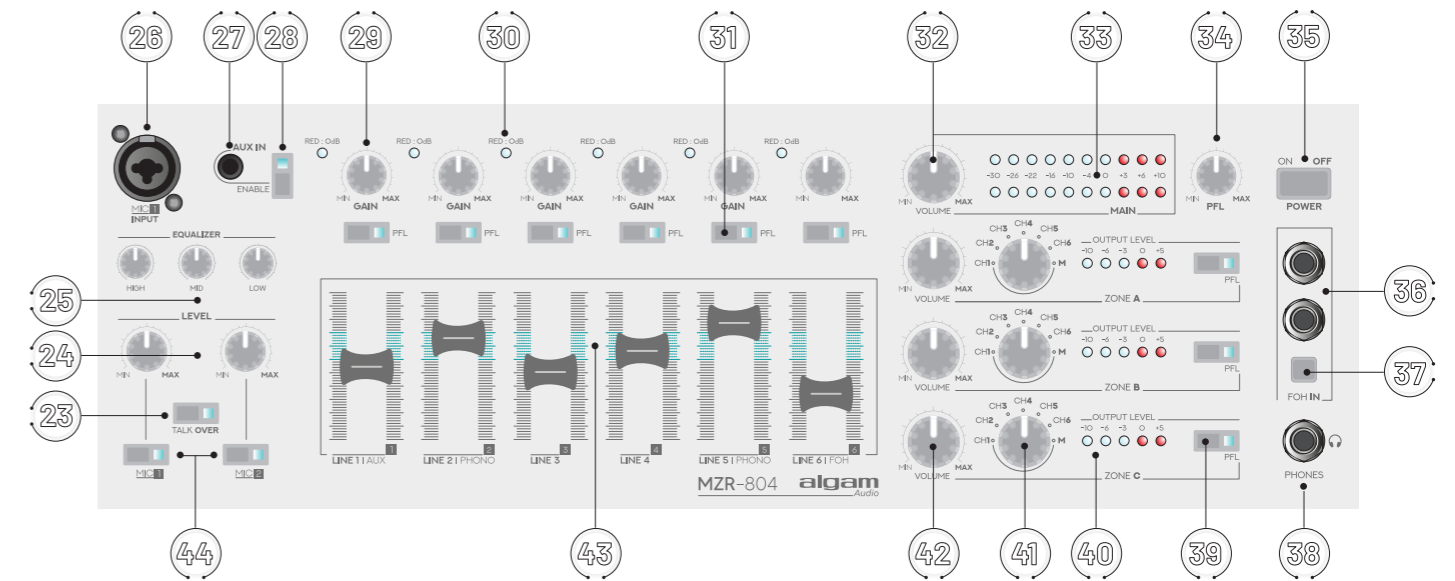 26 27 28 29 30 31 32 33 34 35
RED : 0dB RED : 0dB RED : 0dB RED : 0dB RED : 0dB RED : 0dB
AUX IN
ENABLE
MIC 1
INPUT
MIN MAX MIN MAX MIN MAX MIN MAX MIN MAX MIN MAX
GAIN GAIN GAIN GAIN GAIN GAIN
PFL PFL PFL PFL PFL PFL
-30 -26 -22 -16 -10 -4 0 +3 +6 +10
MIN MAX
VOLUME MAIN
MIN MAX
PFL
ON OFF
POWER
EQUALIZER
HIGH MID LOW
25
LEVEL
24
MIN MAX MIN MAX
23
TALK OVER
MIC 1 MIC 2
44
1 2 3 4 5 6
LINE 1 | AUX LINE 2 | PHONO LINE 3 LINE 4 LINE 5 | PHONO LINE 6 | FOH
MZR-804 algam
Audio
43
CH1 CH2 CH3 CH4 CH5 CH6 M
OUTPUT LEVEL
-10 -6 -3 0 +5
MIN MAX
VOLUME ZONE A
PFL
CH1 CH2 CH3 CH4 CH5 CH6 M
OUTPUT LEVEL
-10 -6 -3 0 +5
MIN MAX
VOLUME ZONE B
PFL
CH1 CH2 CH3 CH4 CH5 CH6 M
OUTPUT LEVEL
-10 -6 -3 0 +5
MIN MAX
VOLUME ZONE C
PFL
36
37
FOH IN
PHONES
42 41 40 39 38